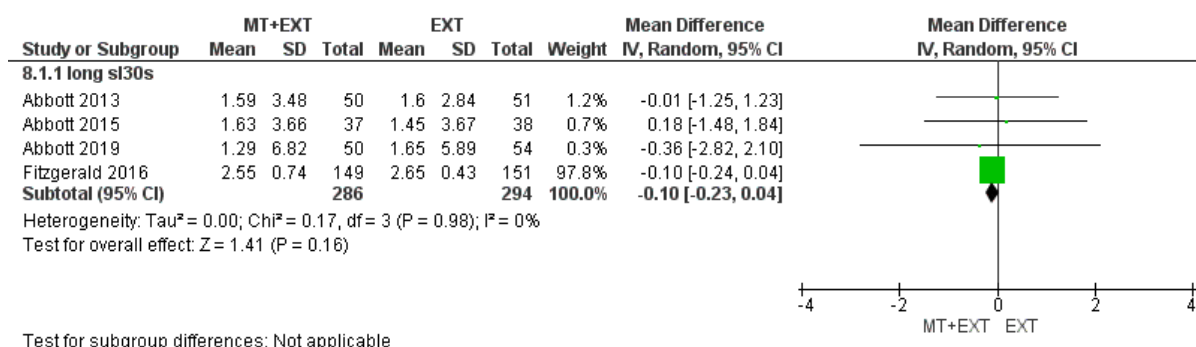 MT+EXT EXT Mean Difference Mean Difference
Study or Subgroup Mean SD Total Mean SD Total Weight IV, Random, 95% CI IV, Random, 95% CI
8.1.1 long sl30s
Abbott 2013 1.59 3.48 50 1.6 2.84 51 1.2% -0.01 [-1.25, 1.23]
Abbott 2015 1.63 3.66 37 1.45 3.67 38 0.7% 0.18 [-1.48, 1.84]
Abbott 2019 1.29 6.82 50 1.65 5.89 54 0.3% -0.36 [-2.82, 2.10]
Fitzgerald 2016 2.55 0.74 149 2.65 0.43 151 97.8% -0.10 [-0.24, 0.04]
Subtotal (95% CI) 286 294 100.0% -0.10 [-0.23, 0.04]
Heterogeneity: Tau² = 0.00; Chi² = 0.17, df = 3 (P = 0.98); I² = 0%
Test for overall effect: Z = 1.41 (P = 0.16)
-4 -2 0 2 4
MT+EXT EXT
Test for subgroup differences: Not applicable